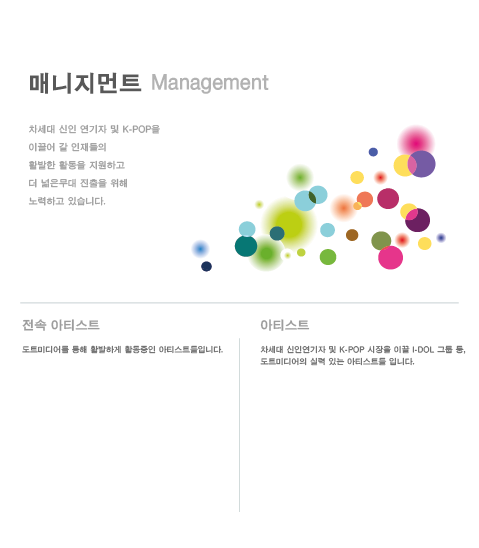 매니지먼트 Management
차세대 신인 연기자 및 K-POP을
이끌어 갈 인재들의
활발한 활동을 지원하고
더 넓은무대 진출을 위해
노력하고 있습니다.
전속 아티스트
도트미디어를 통해 활발하게 활동중인 아티스트들입니다.
아티스트
차세대 신인연기자 및 K-POP 시장을 이끌 I-DOL 그룹 등,
도트미디어의 실력 있는 아티스트들 입니다.